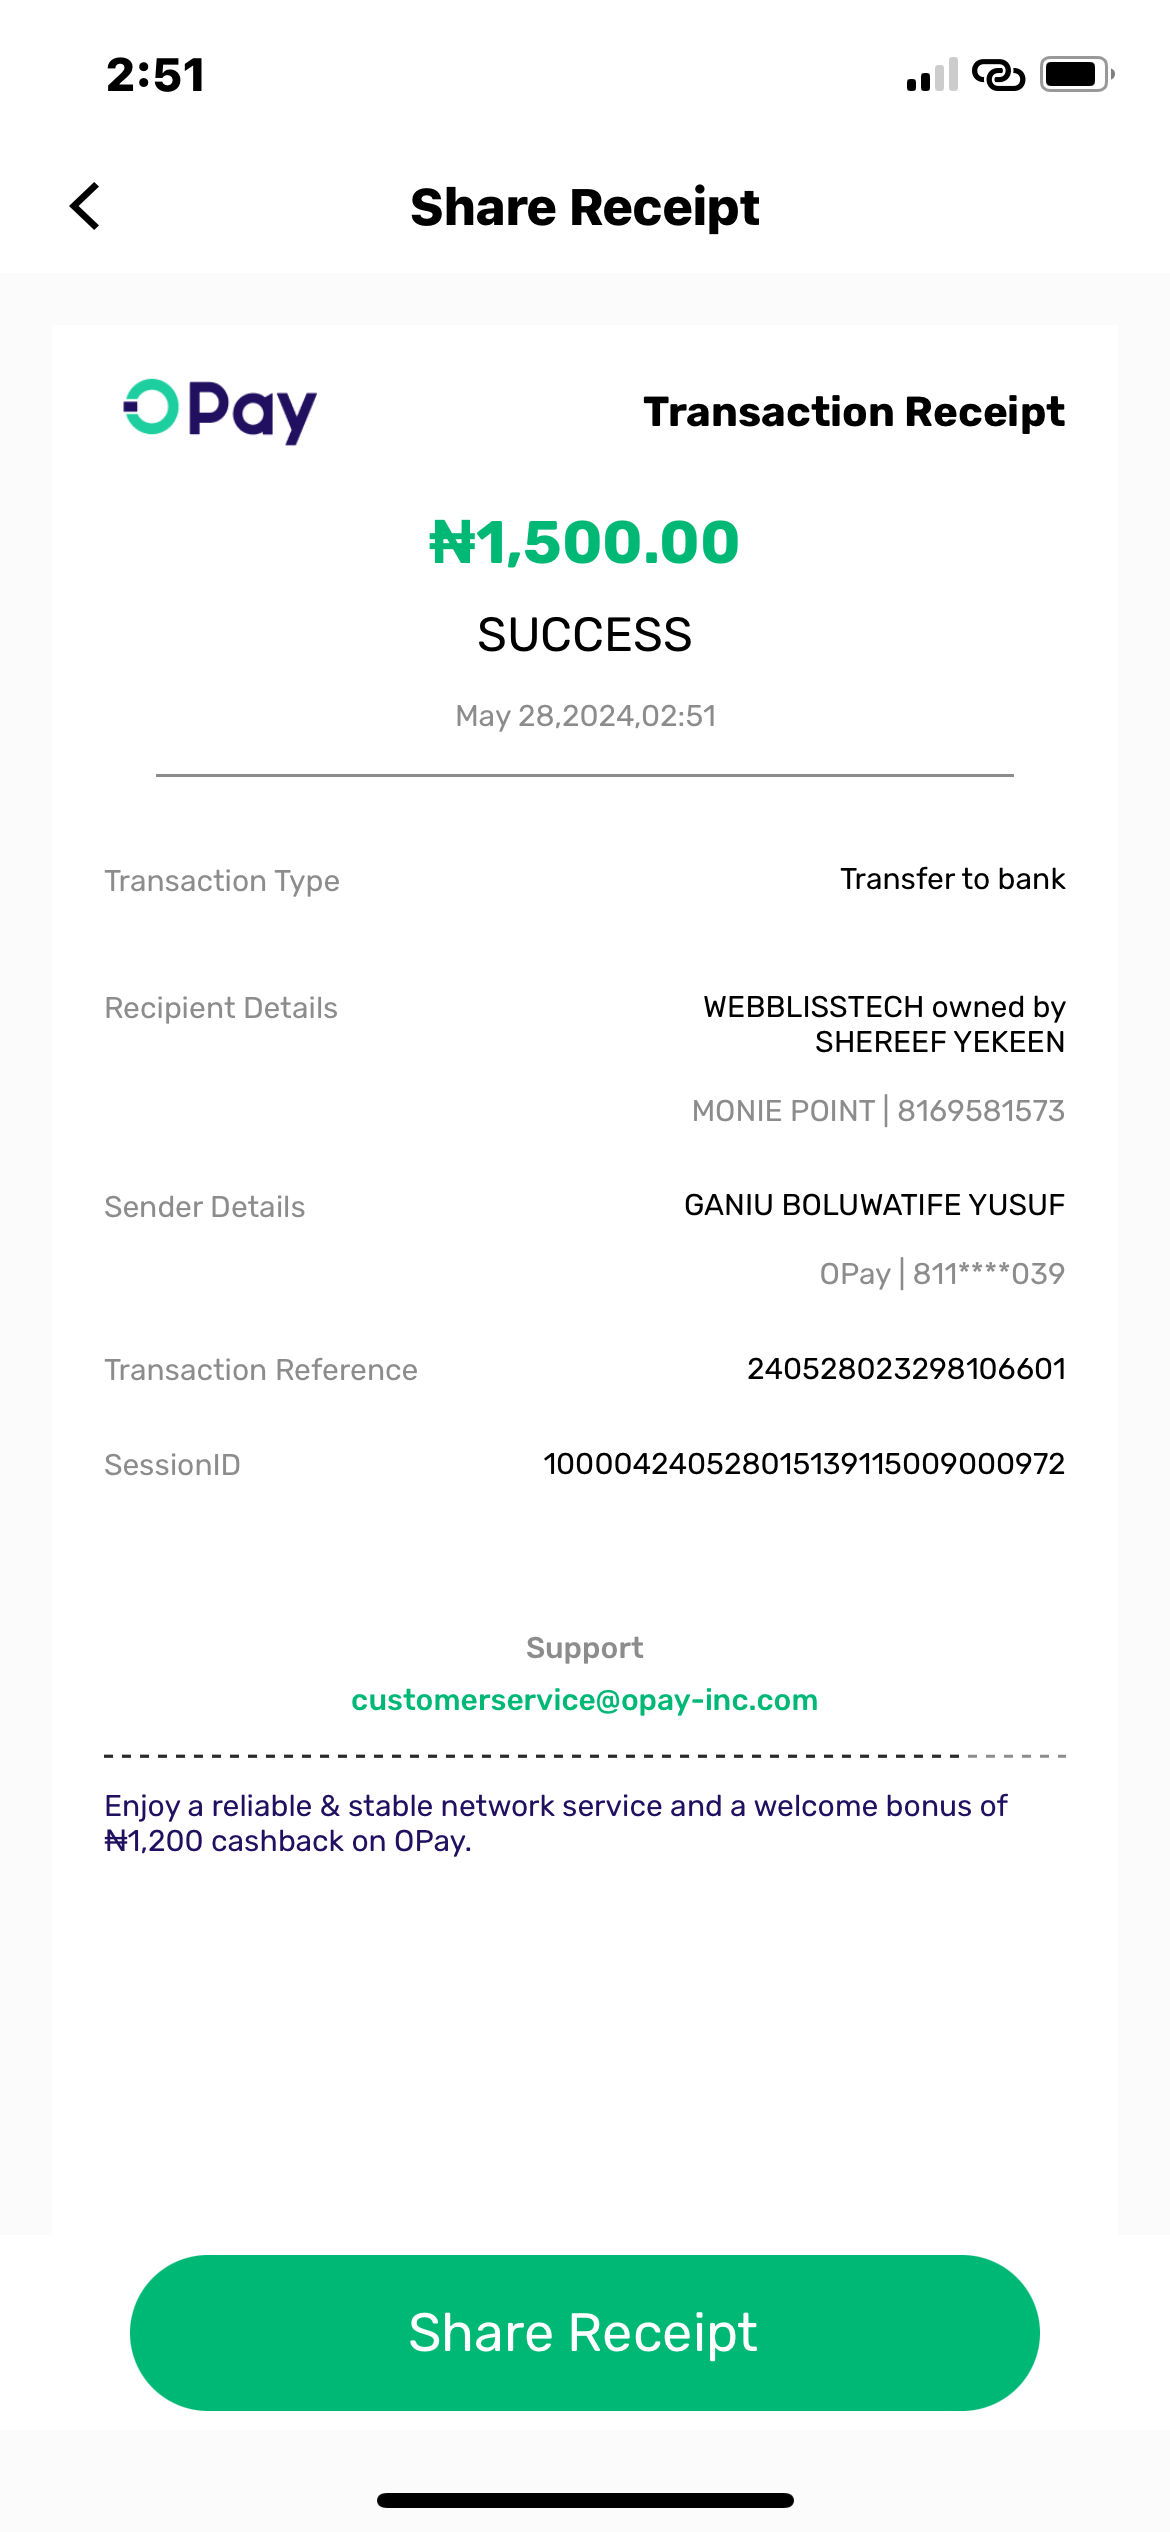 2:51
Share Receipt
OPay
Transaction Receipt
₦1,500.00
SUCCESS
May 28,2024,02:51
Transaction Type
Transfer to bank
Recipient Details
WEBBLISSTECH owned by
SHEREEF YEKEEN
MONIE POINT | 8169581573
Sender Details
GANIU BOLUWATIFE YUSUF
OPay | 811****039
Transaction Reference
240528023298106601
SessionID
100004240528015139115009000972
Support
customerservice@opay-inc.com
Enjoy a reliable & stable network service and a welcome bonus of
₦1,200 cashback on OPay.
Share Receipt